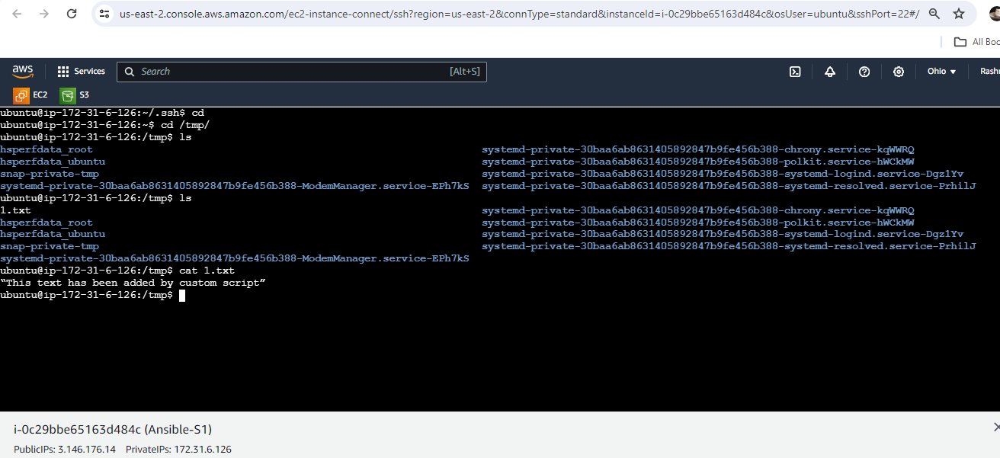 us-east-2.console.aws.amazon.com/ec2-instance-connect/ssh?region=us-east-2&connType=standard&instanceId=i-0c29bbe65163d484c&osUser=ubuntu&sshPort=22#/
All Boo
aws Services Search [Alt+S] Ohio Rashm
EC2 S3
ubuntu@ip-172-31-6-126:~/.ssh$ cd
ubuntu@ip-172-31-6-126:~$ cd /tmp/
ubuntu@ip-172-31-6-126:/tmp$ ls
hsperfdata_root systemd-private-30baa6ab8631405892847b9fe456b388-chrony.service-kqWWRQ
hsperfdata_ubuntu systemd-private-30baa6ab8631405892847b9fe456b388-polkit.service-hWCkMW
snap-private-tmp systemd-private-30baa6ab8631405892847b9fe456b388-systemd-logind.service-Dgz1Yv
systemd-private-30baa6ab8631405892847b9fe456b388-ModemManager.service-EPh7kS systemd-private-30baa6ab8631405892847b9fe456b388-systemd-resolved.service-PrhilJ
ubuntu@ip-172-31-6-126:/tmp$ ls
1.txt systemd-private-30baa6ab8631405892847b9fe456b388-chrony.service-kqWWRQ
hsperfdata_root systemd-private-30baa6ab8631405892847b9fe456b388-polkit.service-hWCkMW
hsperfdata_ubuntu systemd-private-30baa6ab8631405892847b9fe456b388-systemd-logind.service-Dgz1Yv
snap-private-tmp systemd-private-30baa6ab8631405892847b9fe456b388-systemd-resolved.service-PrhilJ
systemd-private-30baa6ab8631405892847b9fe456b388-ModemManager.service-EPh7kS
ubuntu@ip-172-31-6-126:/tmp$ cat 1.txt
“This text has been added by custom script”
ubuntu@ip-172-31-6-126:/tmp$
i-0c29bbe65163d484c (Ansible-S1)
PublicIPs: 3.146.176.14 PrivateIPs: 172.31.6.126